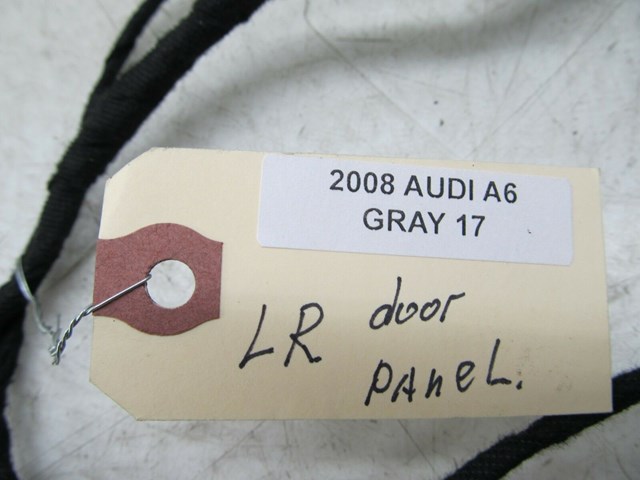 2008 AUDI A6
GRAY 17
LR door
panel.